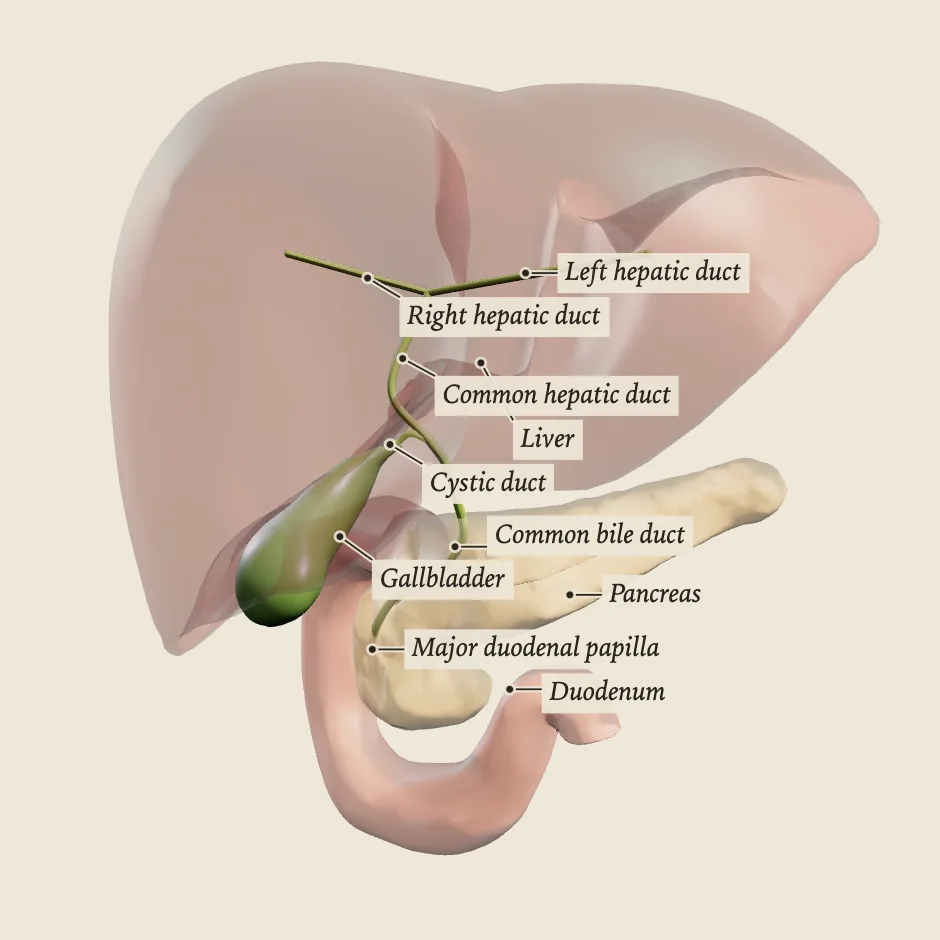 Left hepatic duct
Right hepatic duct
Common hepatic duct
Liver
Cystic duct
Common bile duct
Gallbladder
Pancreas
Major duodenal papilla
Duodenum